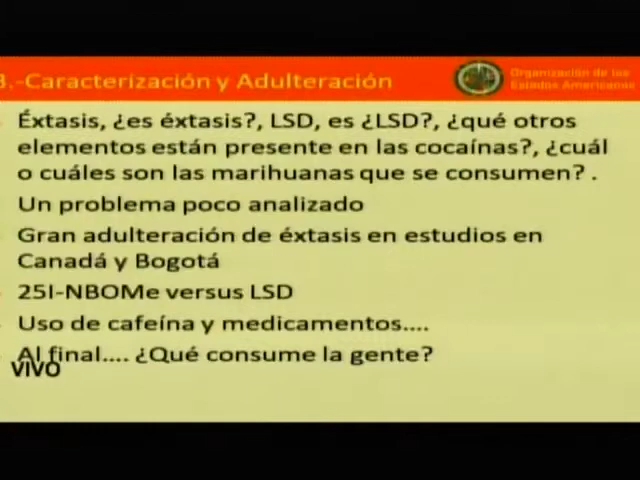 3.-Caracterización y Adulteración
Organización de los
Estados Americanos
Éxtasis, ¿es éxtasis?, LSD, es ¿LSD?, ¿qué otros
elementos están presente en las cocaínas?, ¿cuál
o cuáles son las marihuanas que se consumen? .
Un problema poco analizado
Gran adulteración de éxtasis en estudios en
Canadá y Bogotá
25I-NBOMe versus LSD
Uso de cafeína y medicamentos....
Al final.... ¿Qué consume la gente?
VIVO